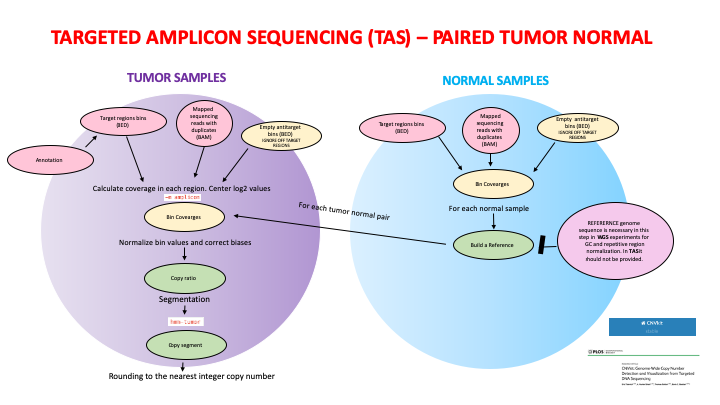 TARGETED AMPLICON SEQUENCING (TAS) – PAIRED TUMOR NORMAL
TUMOR SAMPLES
NORMAL SAMPLES
Target regions bins
(BED)
Mapped
sequencing
reads with
duplicates
(BAM)
Empty antitarget
bins (BED)
IGNORE OFF TARGET
REGIONS
Annotation
Calculate coverage in each region. Center log2 values
-m amplicon
Bin Covearges
Normalize bin values and correct biases
Copy ratio
Segmentation
hmm-tumor
Copy segment
Rounding to the nearest integer copy number
For each tumor normal pair
Target regions bins
(BED)
Mapped
sequencing
reads with
duplicates
(BAM)
Empty antitarget
bins (BED)
IGNORE OFF TARGET
REGIONS
Bin Covearges
For each normal sample
Build a Reference
REFERERNCE genome
sequence is necessary in this
step in WGS experiments for
GC and repetitive region
normalization. In TAS it
should not be provided.
CNVkit
PLOS
CNVkit: Genome-Wide Copy Number
Detection and Visualization from Targeted
DNA Sequencing